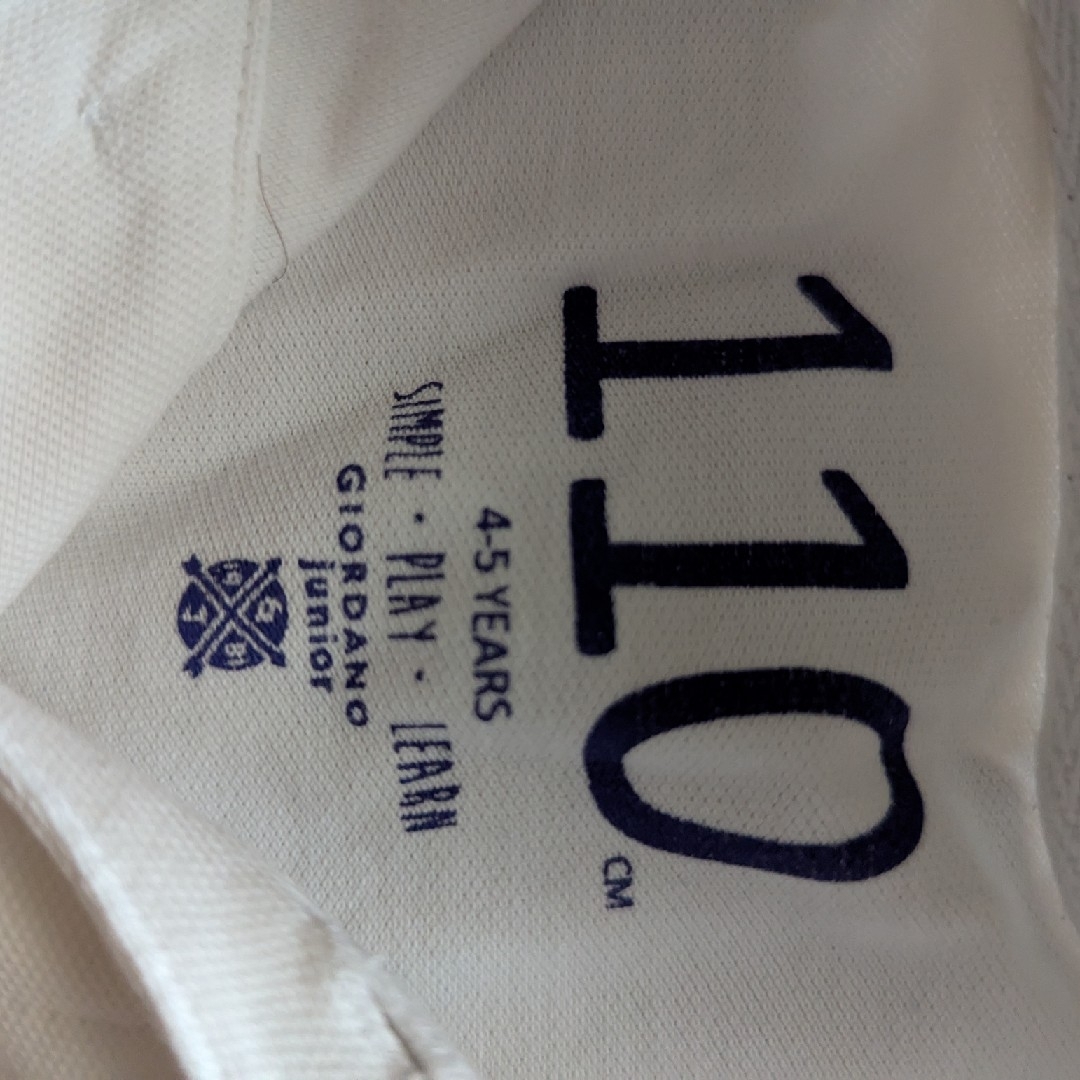 110 CM
4-5 YEARS
SIMPLE · PLAY · LEARN
GIORDANO
junior